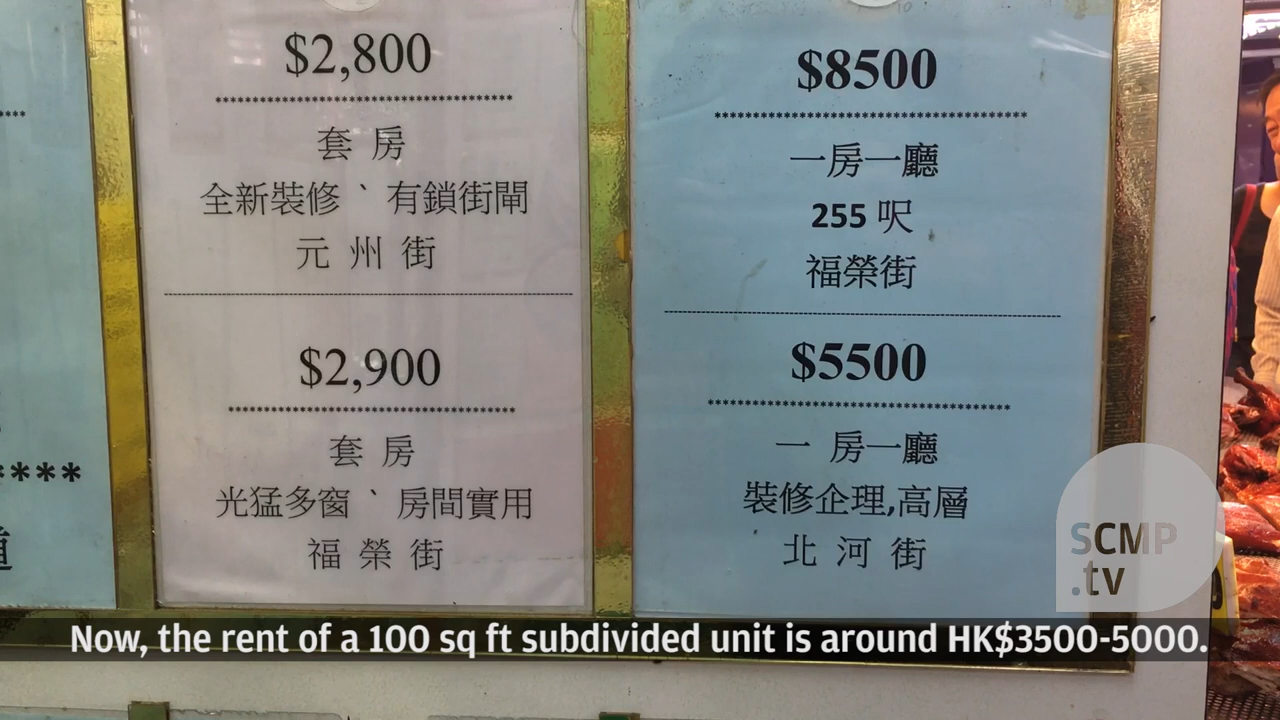 $2,800
************************************
套 房
全新裝修、有鎖街閘
元 州 街
$2,900
************************************
套 房
光猛多窗、房間實用
福 榮 街
$8500
**************************************
一房一廳
255 呎
福榮街
$5500
*************************************
一 房一廳
裝修企理,高層
北 河 街
SCMP
.tv
Now, the rent of a 100 sq ft subdivided unit is around HK$3500-5000.